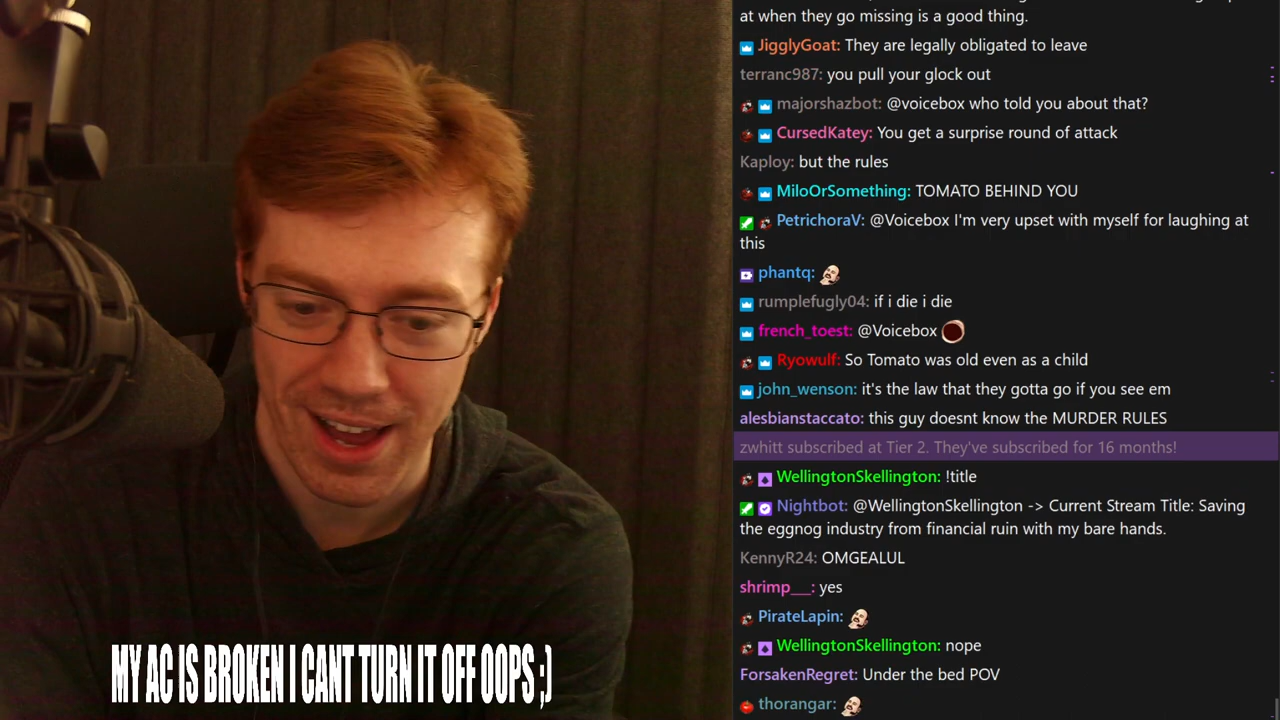 at when they go missing is a good thing.
JigglyGoat: They are legally obligated to leave
terranc987: you pull your glock out
majorshazbot: @voicebox who told you about that?
CursedKatey: You get a surprise round of attack
Kaploy: but the rules
MiloOrSomething: TOMATO BEHIND YOU
PetrichoraV: @Voicebox I'm very upset with myself for laughing at
this
phantq:
rumplefugly04: if i die i die
french_toest: @Voicebox
Ryowulf: So Tomato was old even as a child
john_wenson: it's the law that they gotta go if you see em
alesbianstaccato: this guy doesnt know the MURDER RULES
zwhitt subscribed at Tier 2. They've subscribed for 16 months!
WellingtonSkellington: !title
Nightbot: @WellingtonSkellington -> Current Stream Title: Saving
the eggnog industry from financial ruin with my bare hands.
KennyR24: OMGEALUL
shrimp___: yes
PirateLapin:
WellingtonSkellington: nope
ForsakenRegret: Under the bed POV
thorangar:
MY AC IS BROKEN I CANT TURN IT OFF OOPS ;)